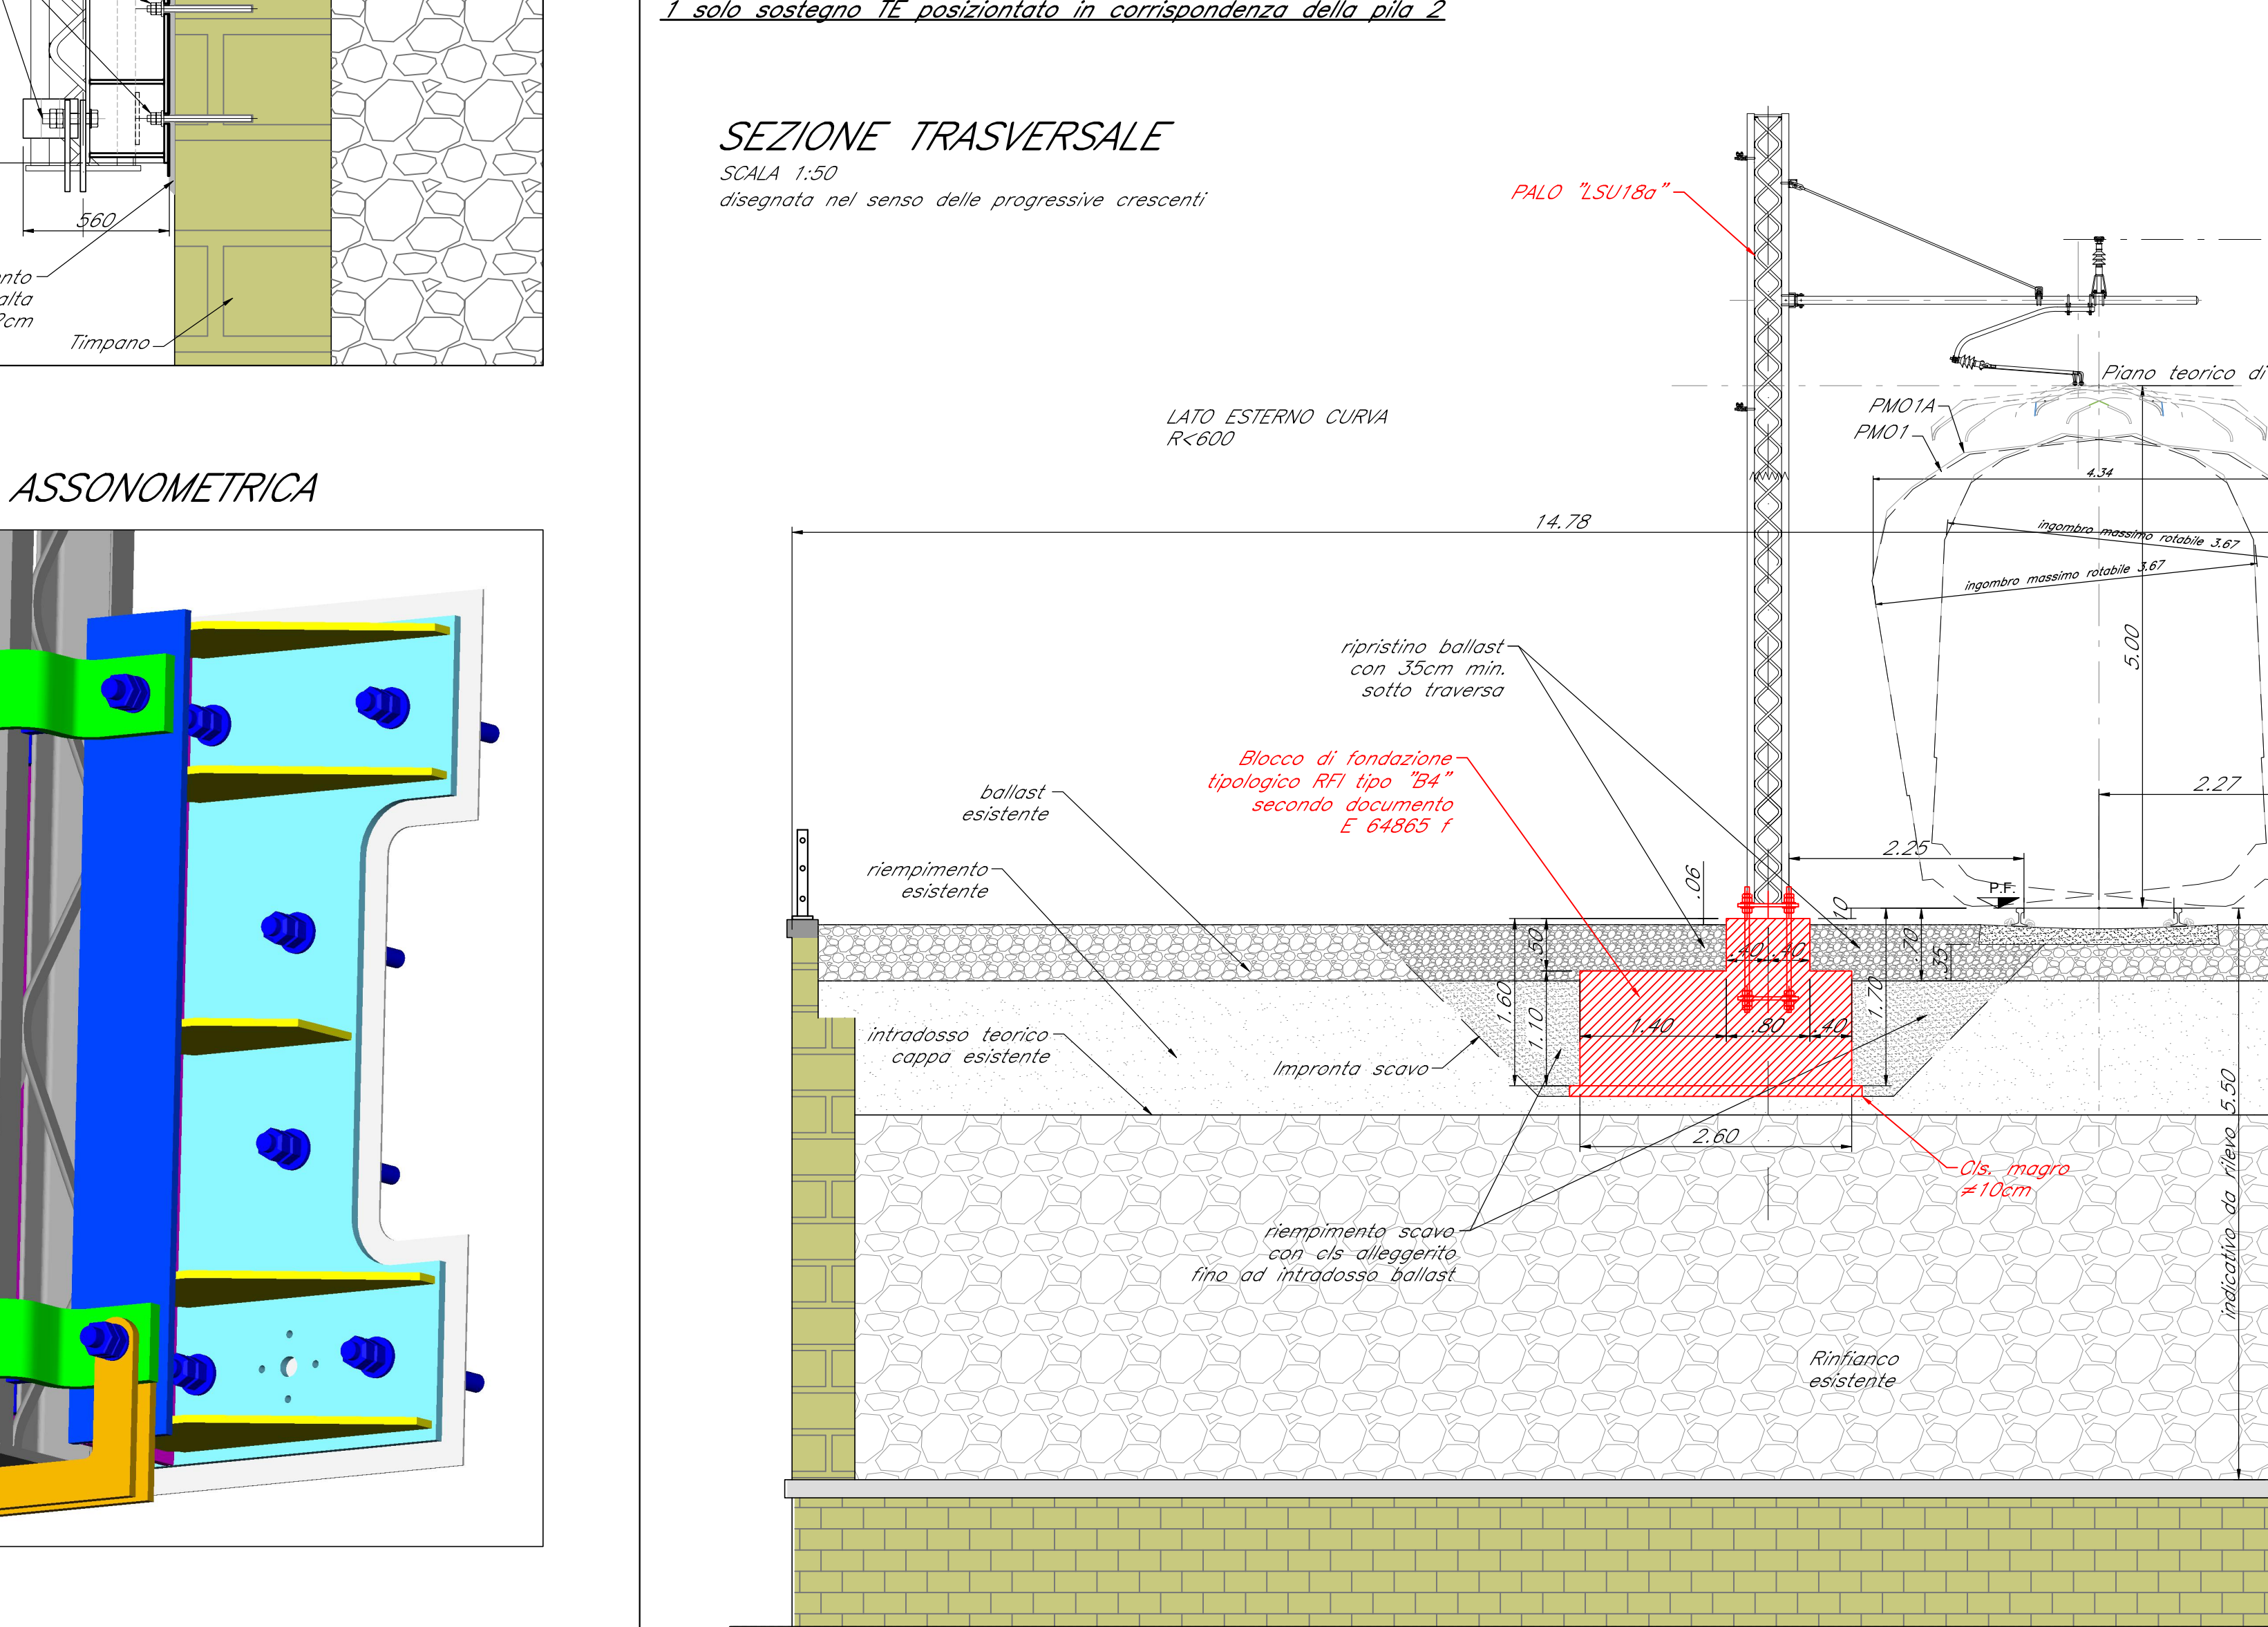 1 solo sostegno TE posiziontato in corrispondenza della pila 2
560
alta
2cm
Timpano
ASSONOMETRICA
SEZIONE TRASVERSALE
SCALA 1:50
disegnata nel senso delle progressive crescenti
PALO "LSU18a"
LATO ESTERNO CURVA
R<600
Piano teorico di
PMO1A
PMO1
4.34
14.78
ingombro massimo rotabile 3.67
ingombro massimo rotabile 3.67
5.00
ripristino ballast
con 35cm min.
sotto traversa
Blocco di fondazione
tipologico RFI tipo "B4"
secondo documento
E 64865 f
ballast
esistente
riempimento
esistente
2.27
2.25
.06
.10
P.F.
.50
.40
.40
.70
.35
1.60
1.10
1.70
1.40
.80
.40
intradosso teorico
cappa esistente
Impronta scavo
2.60
Cls. magro
≠10cm
riempimento scavo
con cls alleggerito
fino ad intradosso ballast
indicativo da rilievo 5.50
Rinfianco
esistente